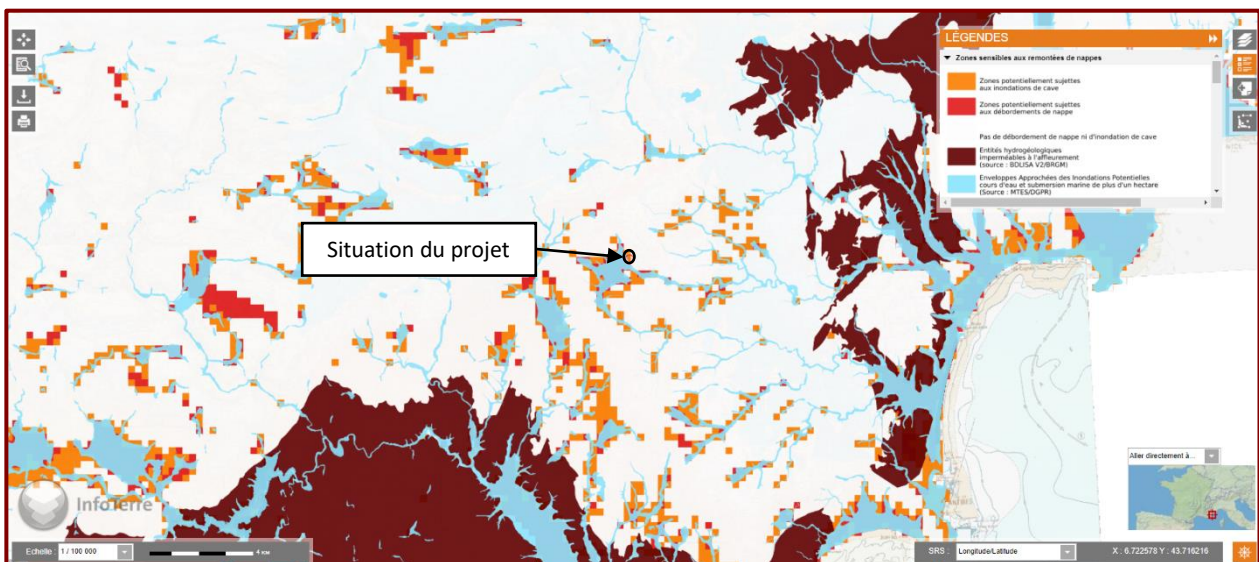 LÉGENDES
Zones sensibles aux remontées de nappes
Zones potentiellement sujettes
aux inondations de cave
Zones potentiellement sujettes
aux débordements de nappe
Pas de débordement de nappe ni d'inondation de cave
Entités hydrogéologiques
imperméables à l'affleurement
(source : BDLISA V2/BRGM)
Enveloppes Approchées des Inondations Potentielles
cours d'eau et submersion marine de plus d'un hectare
(Source : MTES/DGPR)
Situation du projet
Aller directement à...
InfoTerre
Echelle : 1 / 100 000
4 KM
SRS : Longitude/Latitude
X : 6.722578 Y : 43.716216